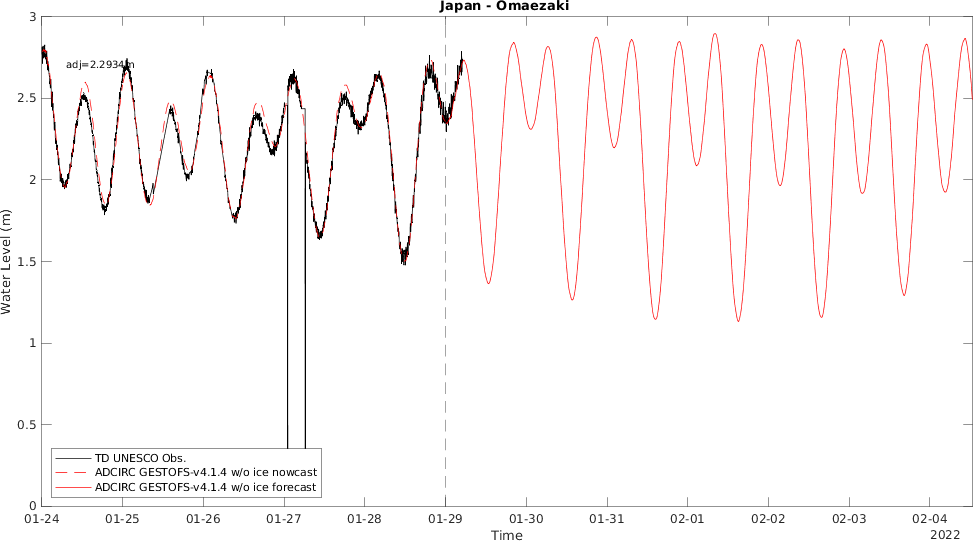 Japan - Omaezaki
3
adj=2.2934m
2.5
2
1.5
1
0.5
0
Water Level (m)
TD UNESCO Obs.
ADCIRC GESTOFS-v4.1.4 w/o ice nowcast
ADCIRC GESTOFS-v4.1.4 w/o ice forecast
01-24 01-25 01-26 01-27 01-28 01-29 01-30 01-31 02-01 02-02 02-03 02-04
Time
2022